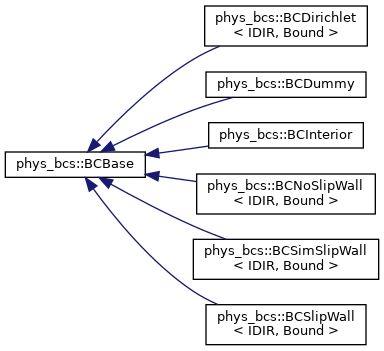 phys_bcs::BCDirichlet
< IDIR, Bound >
phys_bcs::BCDummy
phys_bcs::BCInterior
phys_bcs::BCBase
phys_bcs::BCNoSlipWall
< IDIR, Bound >
phys_bcs::BCSimSlipWall
< IDIR, Bound >
phys_bcs::BCSlipWall
< IDIR, Bound >